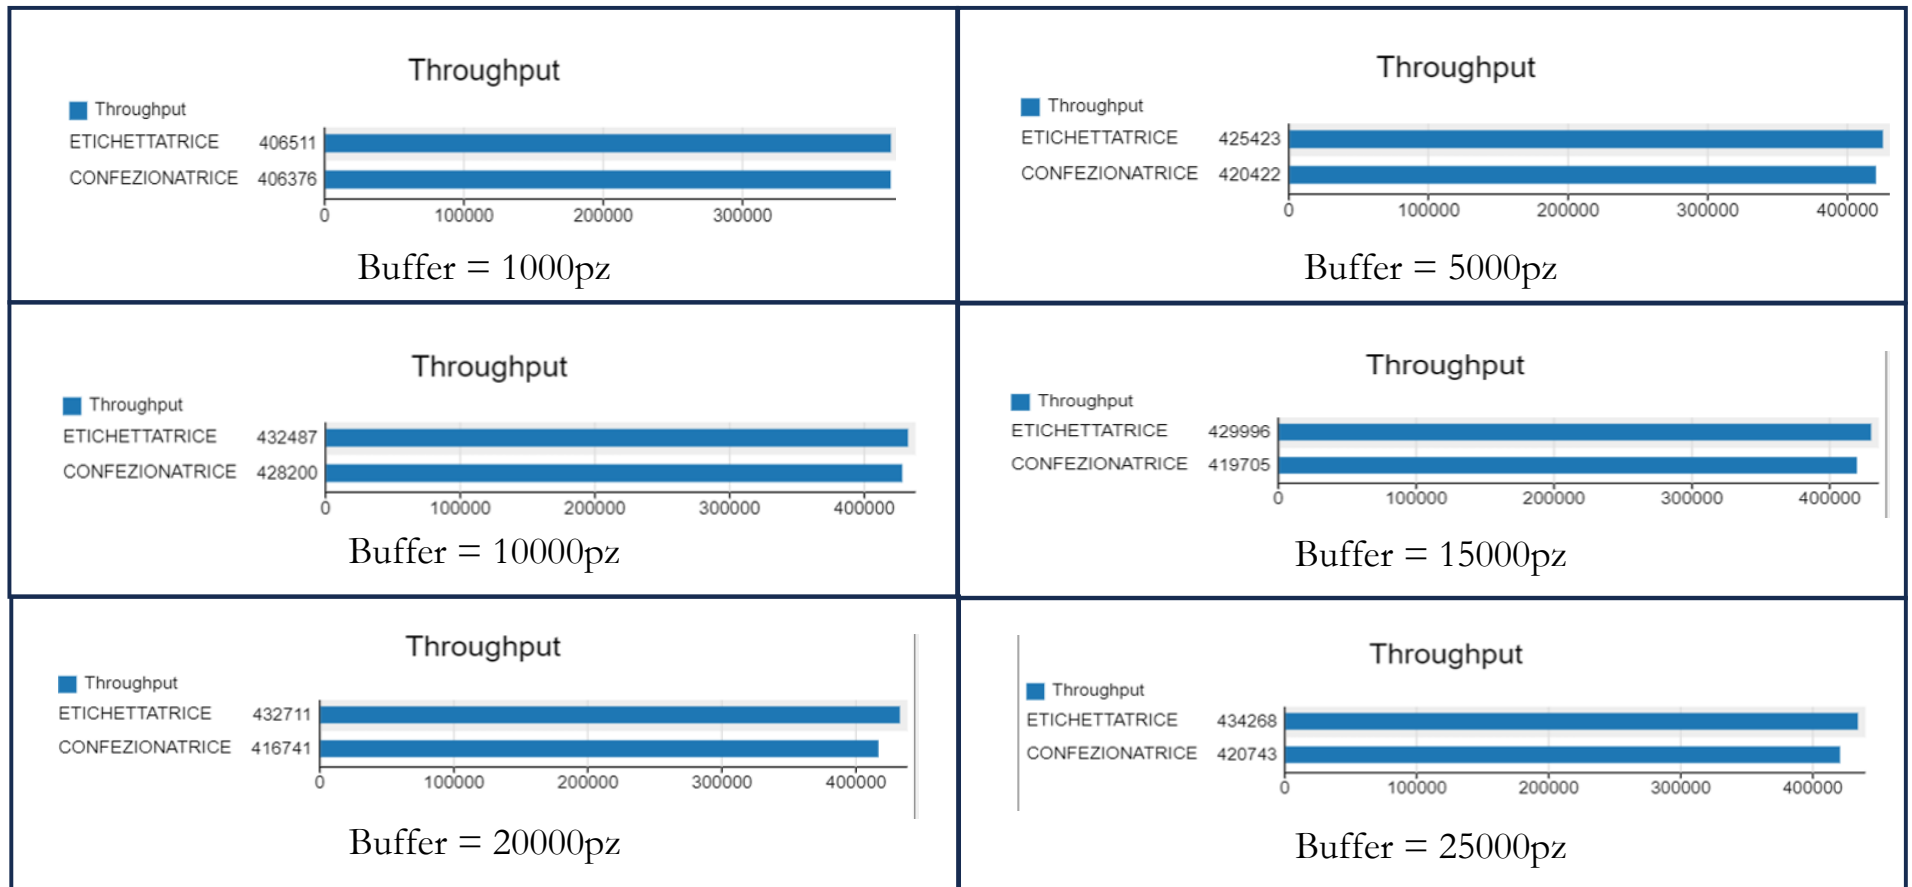 Throughput
Throughput
ETICHETTATRICE 406511
CONFEZIONATRICE 406376
0 100000 200000 300000
Buffer = 1000pz
Throughput
Throughput
ETICHETTATRICE 425423
CONFEZIONATRICE 420422
0 100000 200000 300000 400000
Buffer = 5000pz
Throughput
Throughput
ETICHETTATRICE 432487
CONFEZIONATRICE 428200
0 100000 200000 300000 400000
Buffer = 10000pz
Throughput
Throughput
ETICHETTATRICE 429996
CONFEZIONATRICE 419705
0 100000 200000 300000 400000
Buffer = 15000pz
Throughput
Throughput
ETICHETTATRICE 432711
CONFEZIONATRICE 416741
0 100000 200000 300000 400000
Buffer = 20000pz
Throughput
Throughput
ETICHETTATRICE 434268
CONFEZIONATRICE 420743
0 100000 200000 300000 400000
Buffer = 25000pz